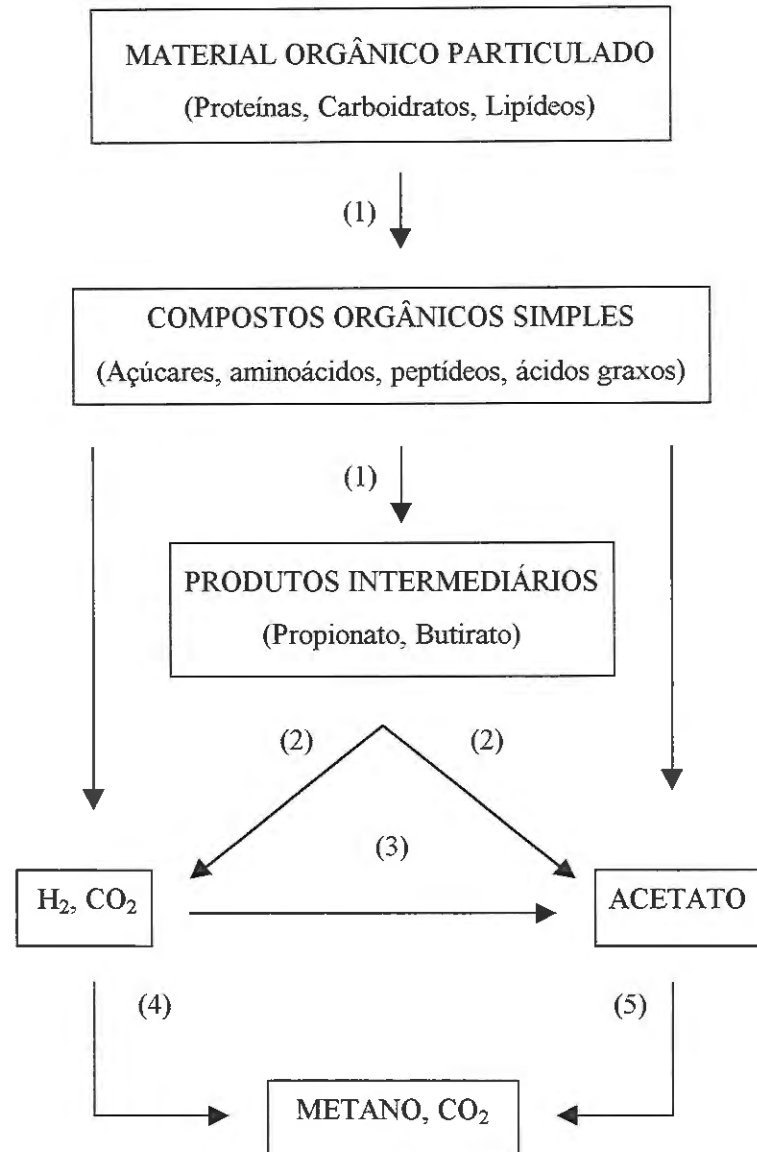 MATERIAL ORGÂNICO PARTICULADO
(Proteínas, Carboidratos, Lipídeos)
(1)
COMPOSTOS ORGÂNICOS SIMPLES
(Açúcares, aminoácidos, peptídeos, ácidos graxos)
(1)
PRODUTOS INTERMEDIÁRIOS
(Propionato, Butirato)
(2) (2)
(3)
H₂, CO₂ ACETATO
(4) (5)
METANO, CO₂